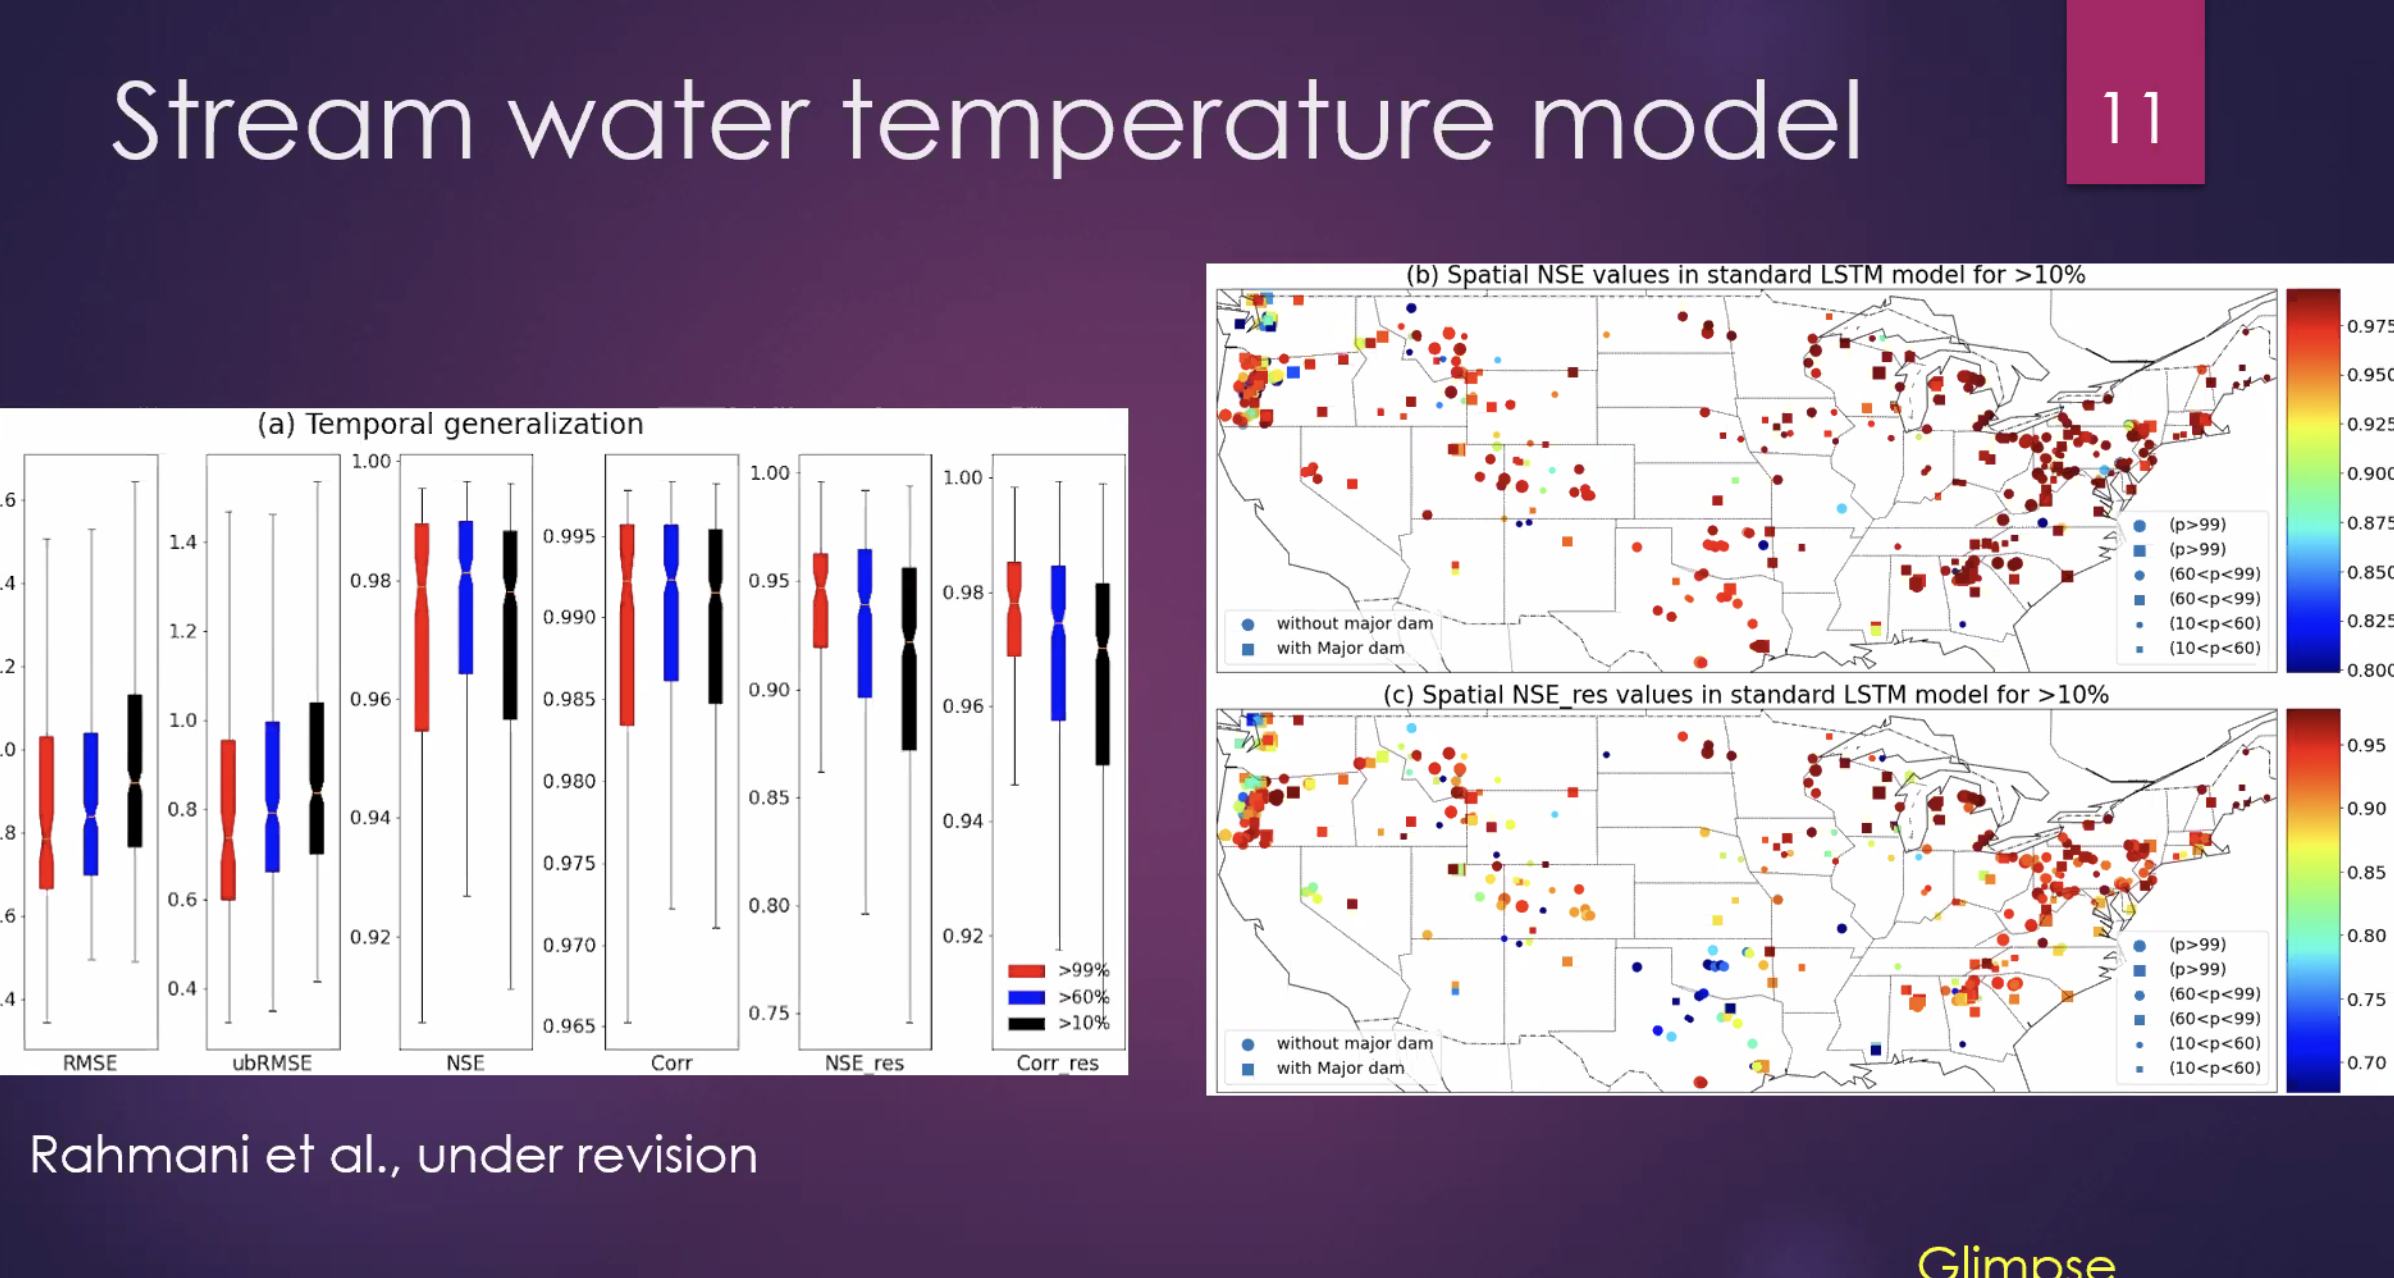 Stream water temperature model
11
(a) Temporal generalization
.6
.4
.2
.0
.8
.6
.4
RMSE
1.4
1.2
1.0
0.8
0.6
0.4
ubRMSE
1.00
0.98
0.96
0.94
0.92
NSE
0.995
0.990
0.985
0.980
0.975
0.970
0.965
Corr
1.00
0.95
0.90
0.85
0.80
0.75
NSE_res
1.00
0.98
0.96
0.94
0.92
>99%
>60%
>10%
Corr_res
(b) Spatial NSE values in standard LSTM model for >10%
without major dam
with Major dam
(p>99)
(p>99)
(60<p<99)
(60<p<99)
(10<p<60)
(10<p<60)
0.975
0.950
0.925
0.900
0.875
0.850
0.825
0.800
(c) Spatial NSE_res values in standard LSTM model for >10%
without major dam
with Major dam
(p>99)
(p>99)
(60<p<99)
(60<p<99)
(10<p<60)
(10<p<60)
0.95
0.90
0.85
0.80
0.75
0.70
Rahmani et al., under revision
Glimpse